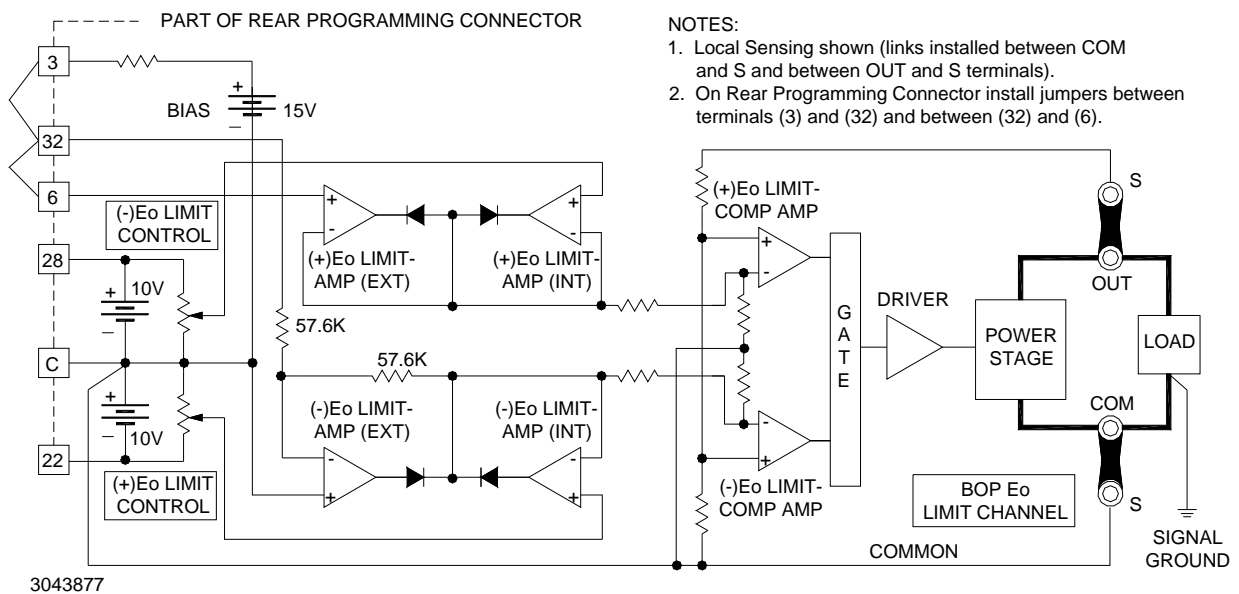 PART OF REAR PROGRAMMING CONNECTOR
NOTES:
1. Local Sensing shown (links installed between COM
and S and between OUT and S terminals).
2. On Rear Programming Connector install jumpers between
terminals (3) and (32) and between (32) and (6).
3
+
BIAS
15V
–
32
6
(-)Eo LIMIT
CONTROL
28
+
10V
–
C
+
–
10V
22
(+)Eo LIMIT
CONTROL
57.6K
57.6K
+
-
(+)Eo LIMIT-
AMP (EXT)
+
-
(+)Eo LIMIT-
AMP (INT)
(-)Eo LIMIT-
AMP (EXT)
-
+
(-)Eo LIMIT-
AMP (INT)
-
+
(+)Eo LIMIT-
COMP AMP
+
-
-
+
(-)Eo LIMIT-
COMP AMP
G
A
T
E
DRIVER
POWER
STAGE
S
OUT
LOAD
COM
S
BOP Eo
LIMIT CHANNEL
SIGNAL
GROUND
COMMON
3043877